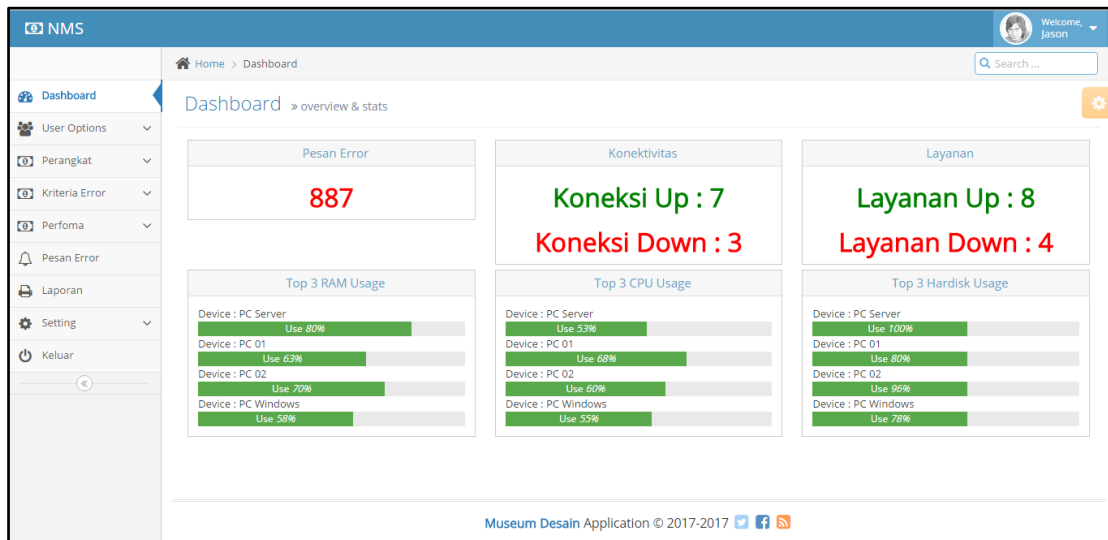 NMS
Welcome,
Jason
Home > Dashboard
Search ...
Dashboard
User Options
Perangkat
Kriteria Error
Perfoma
Pesan Error
Laporan
Setting
Keluar
Dashboard » overview & stats
Pesan Error
887
Konektivitas
Koneksi Up : 7
Koneksi Down : 3
Layanan
Layanan Up : 8
Layanan Down : 4
Top 3 RAM Usage
Device : PC Server
Use 80%
Device : PC 01
Use 63%
Device : PC 02
Use 70%
Device : PC Windows
Use 58%
Top 3 CPU Usage
Device : PC Server
Use 53%
Device : PC 01
Use 68%
Device : PC 02
Use 60%
Device : PC Windows
Use 55%
Top 3 Hardisk Usage
Device : PC Server
Use 100%
Device : PC 01
Use 80%
Device : PC 02
Use 96%
Device : PC Windows
Use 78%
Museum Desain Application © 2017-2017